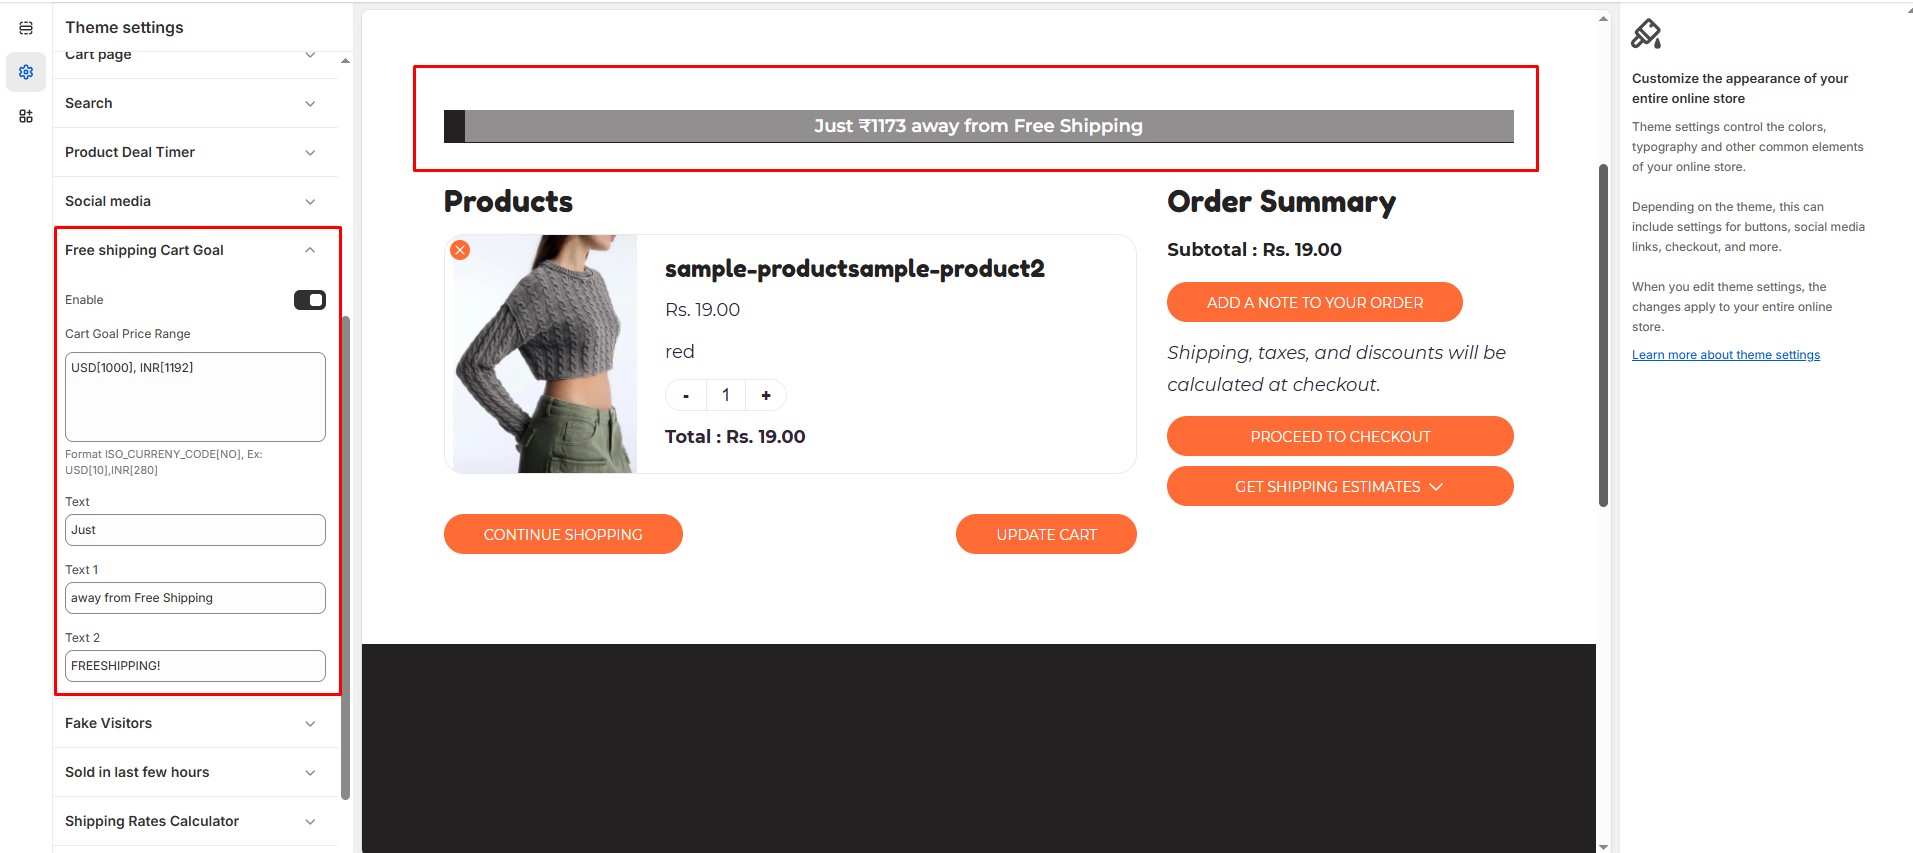 Theme settings
Cart page
Search
Product Deal Timer
Social media
Free shipping Cart Goal
Enable
Cart Goal Price Range
USD[1000], INR[1192]
Format ISO_CURRENY_CODE[NO], Ex:
USD[10],INR[280]
Text
Just
Text 1
away from Free Shipping
Text 2
FREESHIPPING!
Fake Visitors
Sold in last few hours
Shipping Rates Calculator
Just ₹1173 away from Free Shipping
Products
sample-productsample-product2
Rs. 19.00
red
- 1 +
Total : Rs. 19.00
CONTINUE SHOPPING
UPDATE CART
Order Summary
Subtotal : Rs. 19.00
ADD A NOTE TO YOUR ORDER
Shipping, taxes, and discounts will be
calculated at checkout.
PROCEED TO CHECKOUT
GET SHIPPING ESTIMATES
Customize the appearance of your
entire online store
Theme settings control the colors,
typography and other common elements
of your online store.
Depending on the theme, this can
include settings for buttons, social media
links, checkout, and more.
When you edit theme settings, the
changes apply to your entire online
store.
Learn more about theme settings